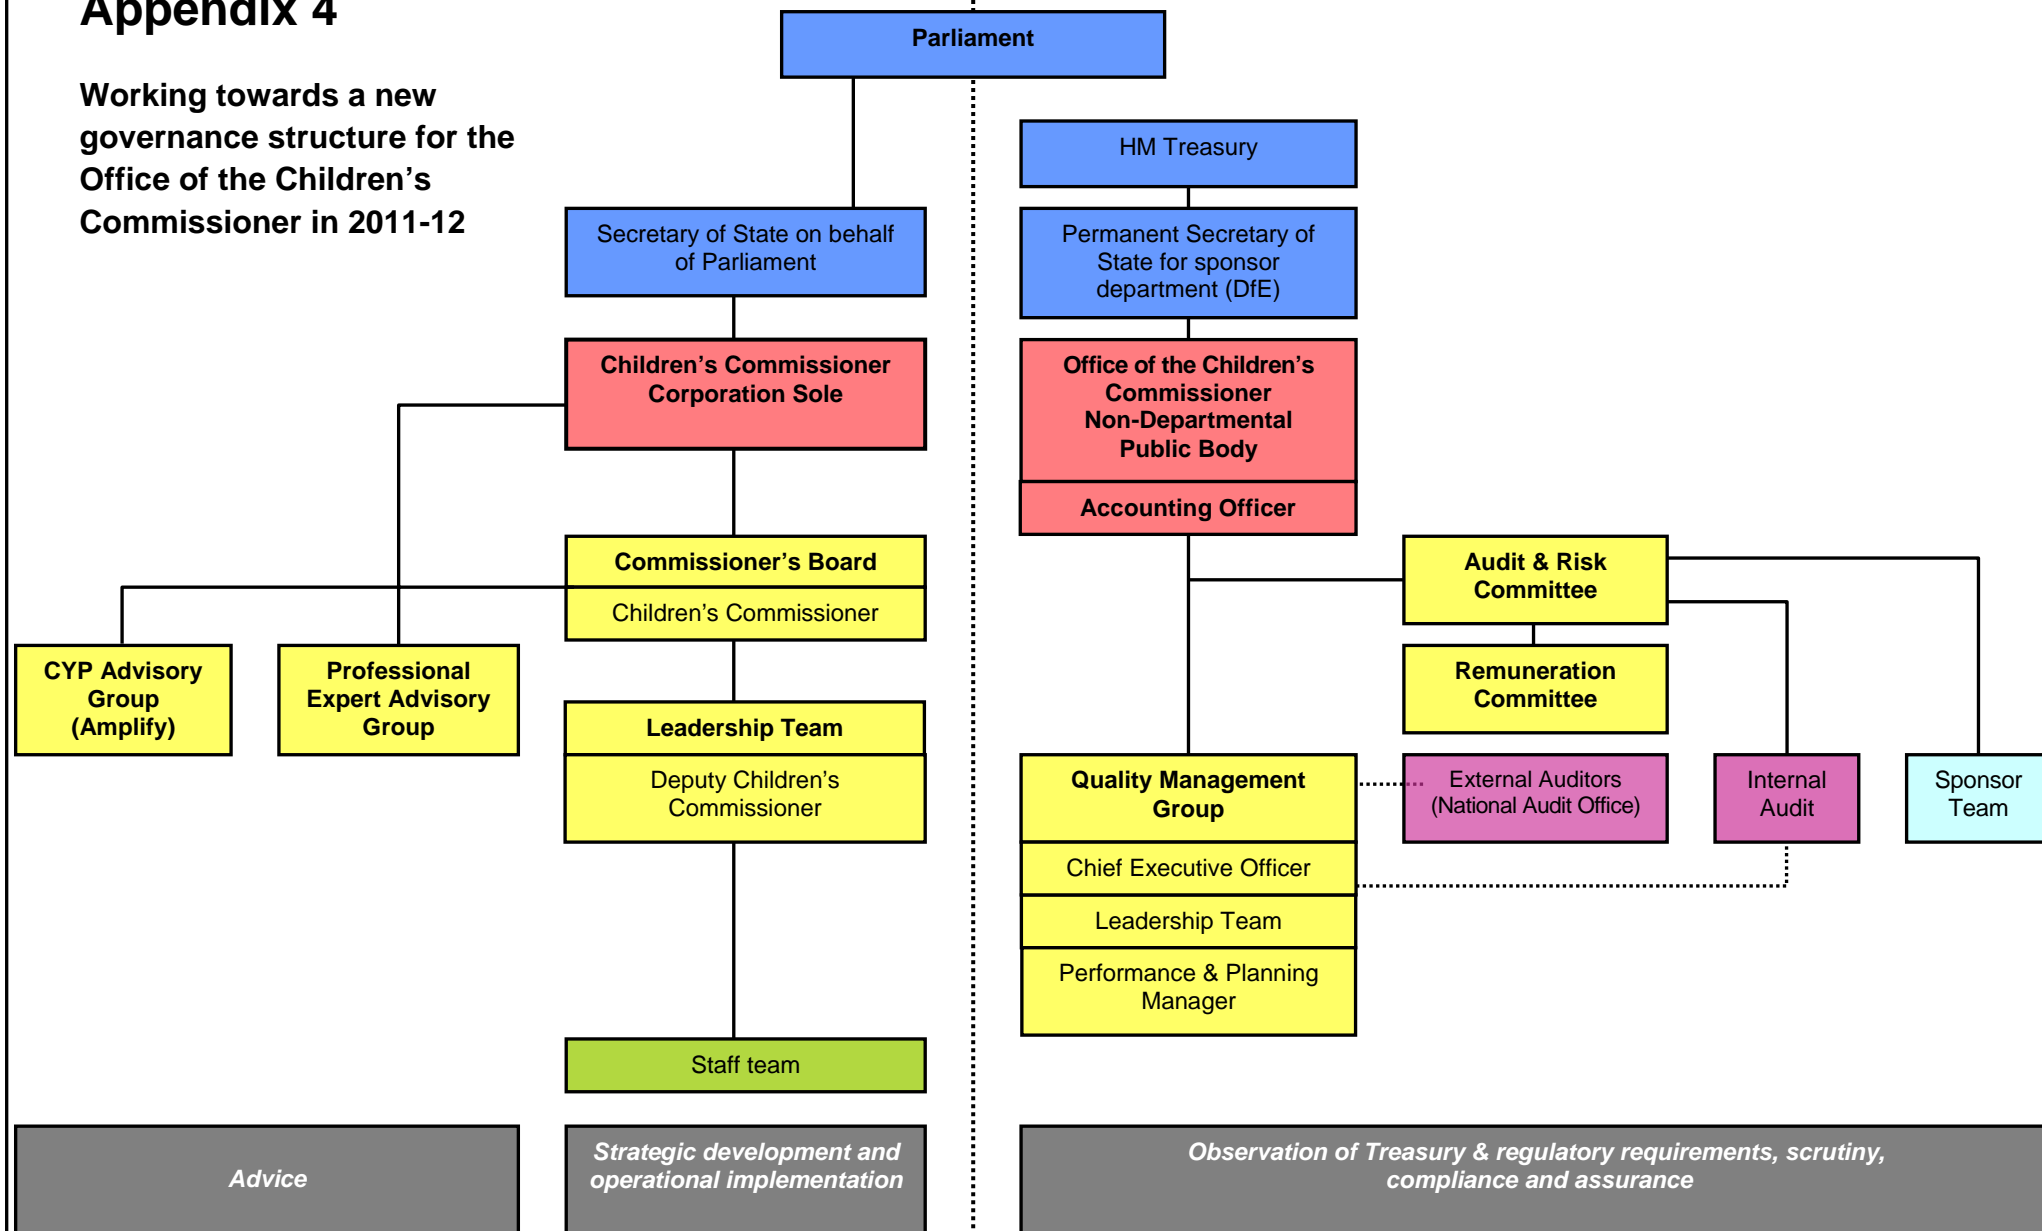 Appendix 4
Working towards a new
governance structure for the
Office of the Children’s
Commissioner in 2011-12
Parliament
HM Treasury
Secretary of State on behalf
of Parliament
Permanent Secretary of
State for sponsor
department (DfE)
Children’s Commissioner
Corporation Sole
Office of the Children’s
Commissioner
Non-Departmental
Public Body
Accounting Officer
Commissioner’s Board
Children’s Commissioner
Audit & Risk
Committee
CYP Advisory
Group
(Amplify)
Professional
Expert Advisory
Group
Remuneration
Committee
Leadership Team
Deputy Children’s
Commissioner
Quality Management
Group
External Auditors
(National Audit Office)
Internal
Audit
Sponsor
Team
Chief Executive Officer
Leadership Team
Performance & Planning
Manager
Staff team
Advice
Strategic development and
operational implementation
Observation of Treasury & regulatory requirements, scrutiny,
compliance and assurance